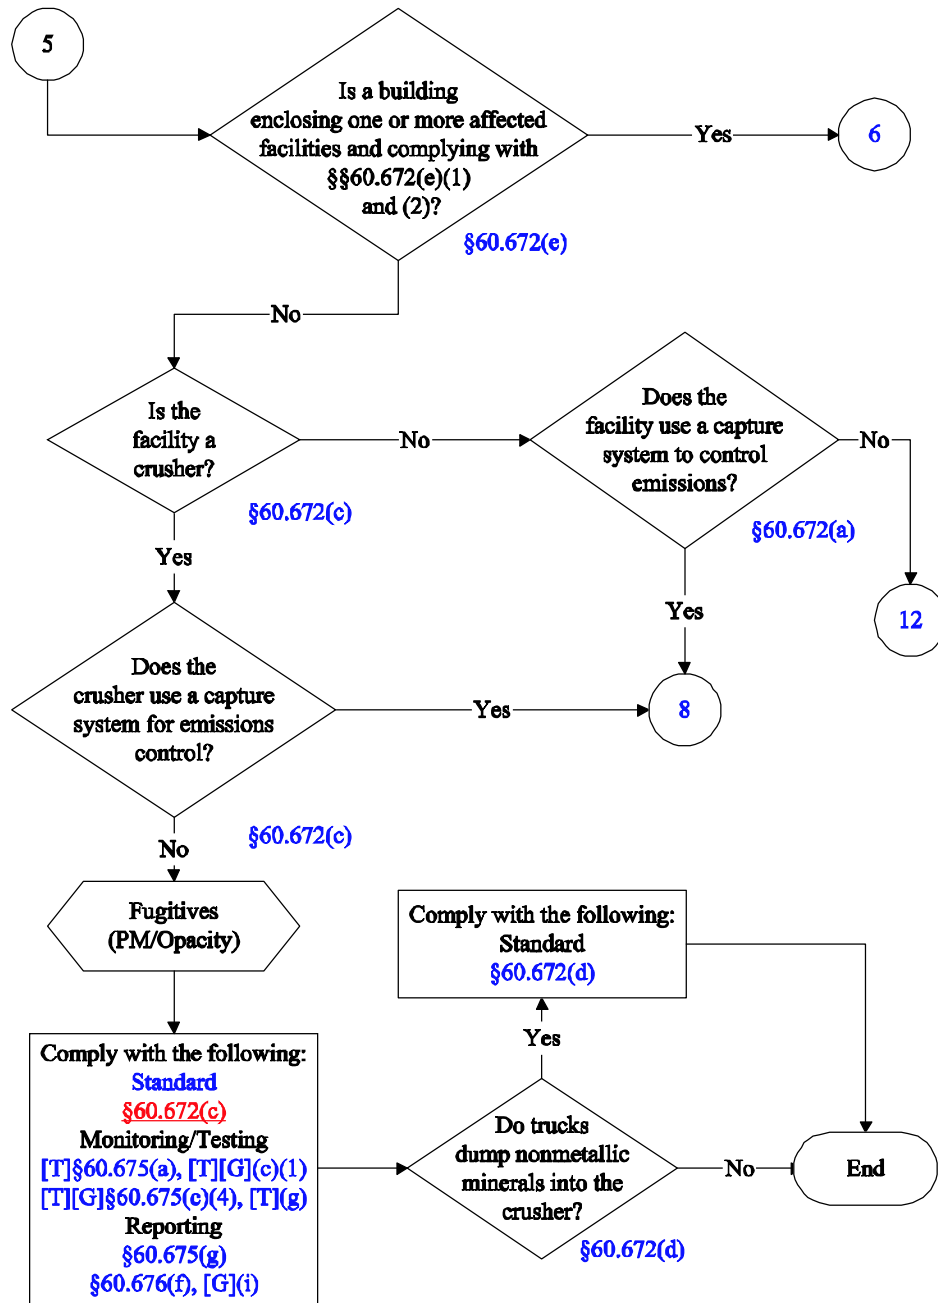 5
Is a building
enclosing one or more affected
facilities and complying with
§§60.672(e)(1)
and (2)?
Yes
6
§60.672(e)
No
Is the
facility a
crusher?
No
Does the
facility use a capture
system to control
emissions?
No
§60.672(c)
§60.672(a)
Yes
Yes
12
Does the
crusher use a capture
system for emissions
control?
Yes
8
§60.672(c)
No
Fugitives
(PM/Opacity)
Comply with the following:
Standard
§60.672(d)
Yes
Comply with the following:
Standard
§60.672(c)
Monitoring/Testing
[T]§60.675(a), [T][G](c)(1)
[T][G]§60.675(c)(4), [T](g)
Reporting
§60.675(g)
§60.676(f), [G](i)
Do trucks
dump nonmetallic
minerals into the
crusher?
No
End
§60.672(d)